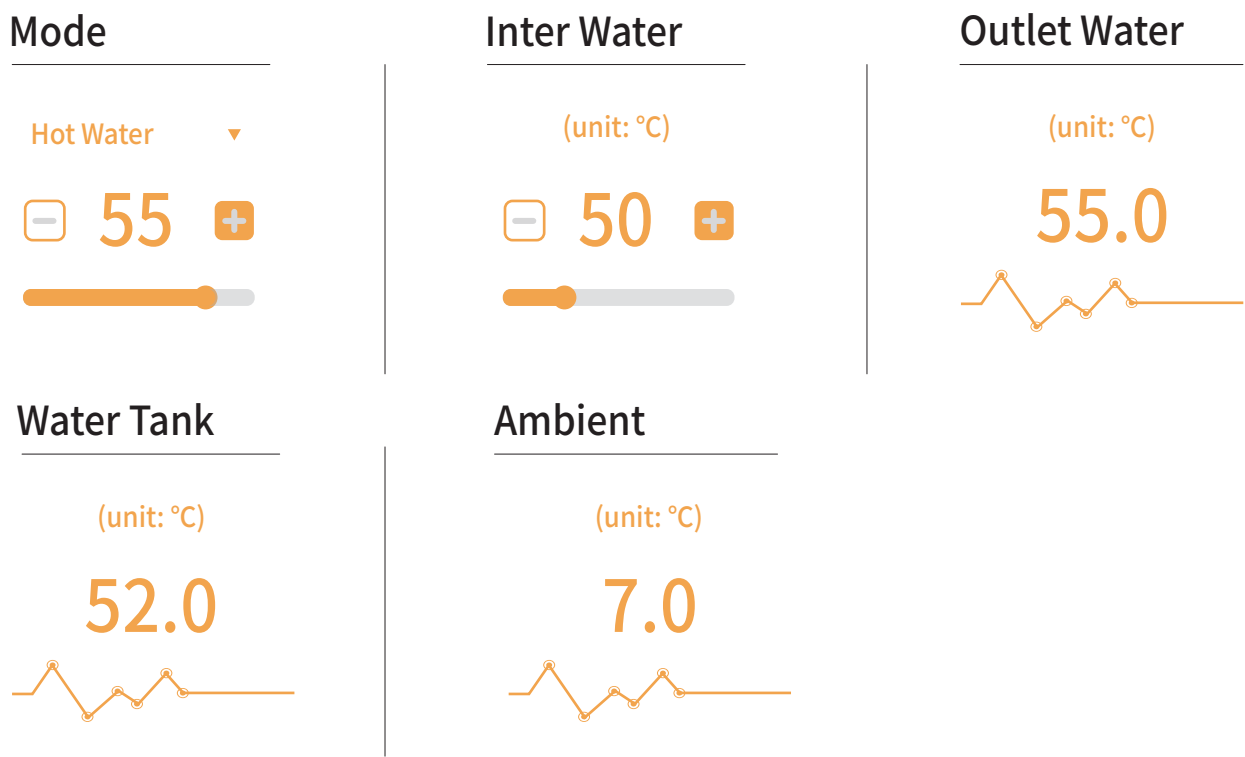 Mode
Hot Water
55
Inter Water
(unit: °C)
50
Outlet Water
(unit: °C)
55.0
Water Tank
(unit: °C)
52.0
Ambient
(unit: °C)
7.0